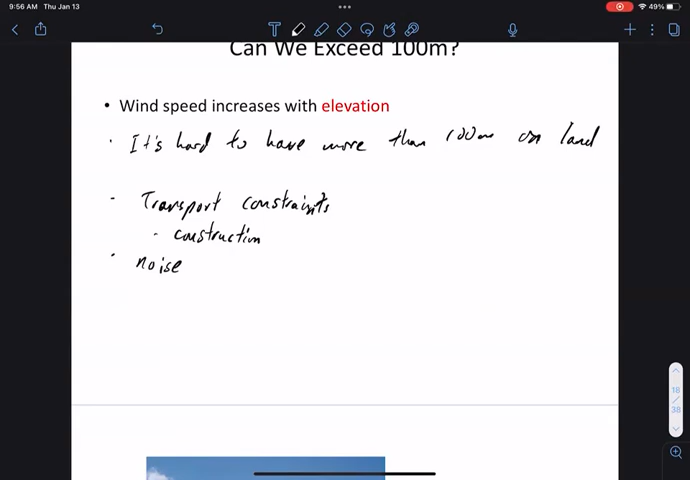 9:56 AM Thu Jan 13
49%
Can We Exceed 100m?
• Wind speed increases with elevation
· It's hard to have more than 100m on land
· Transport constraints
· construction
· noise
18
/
38